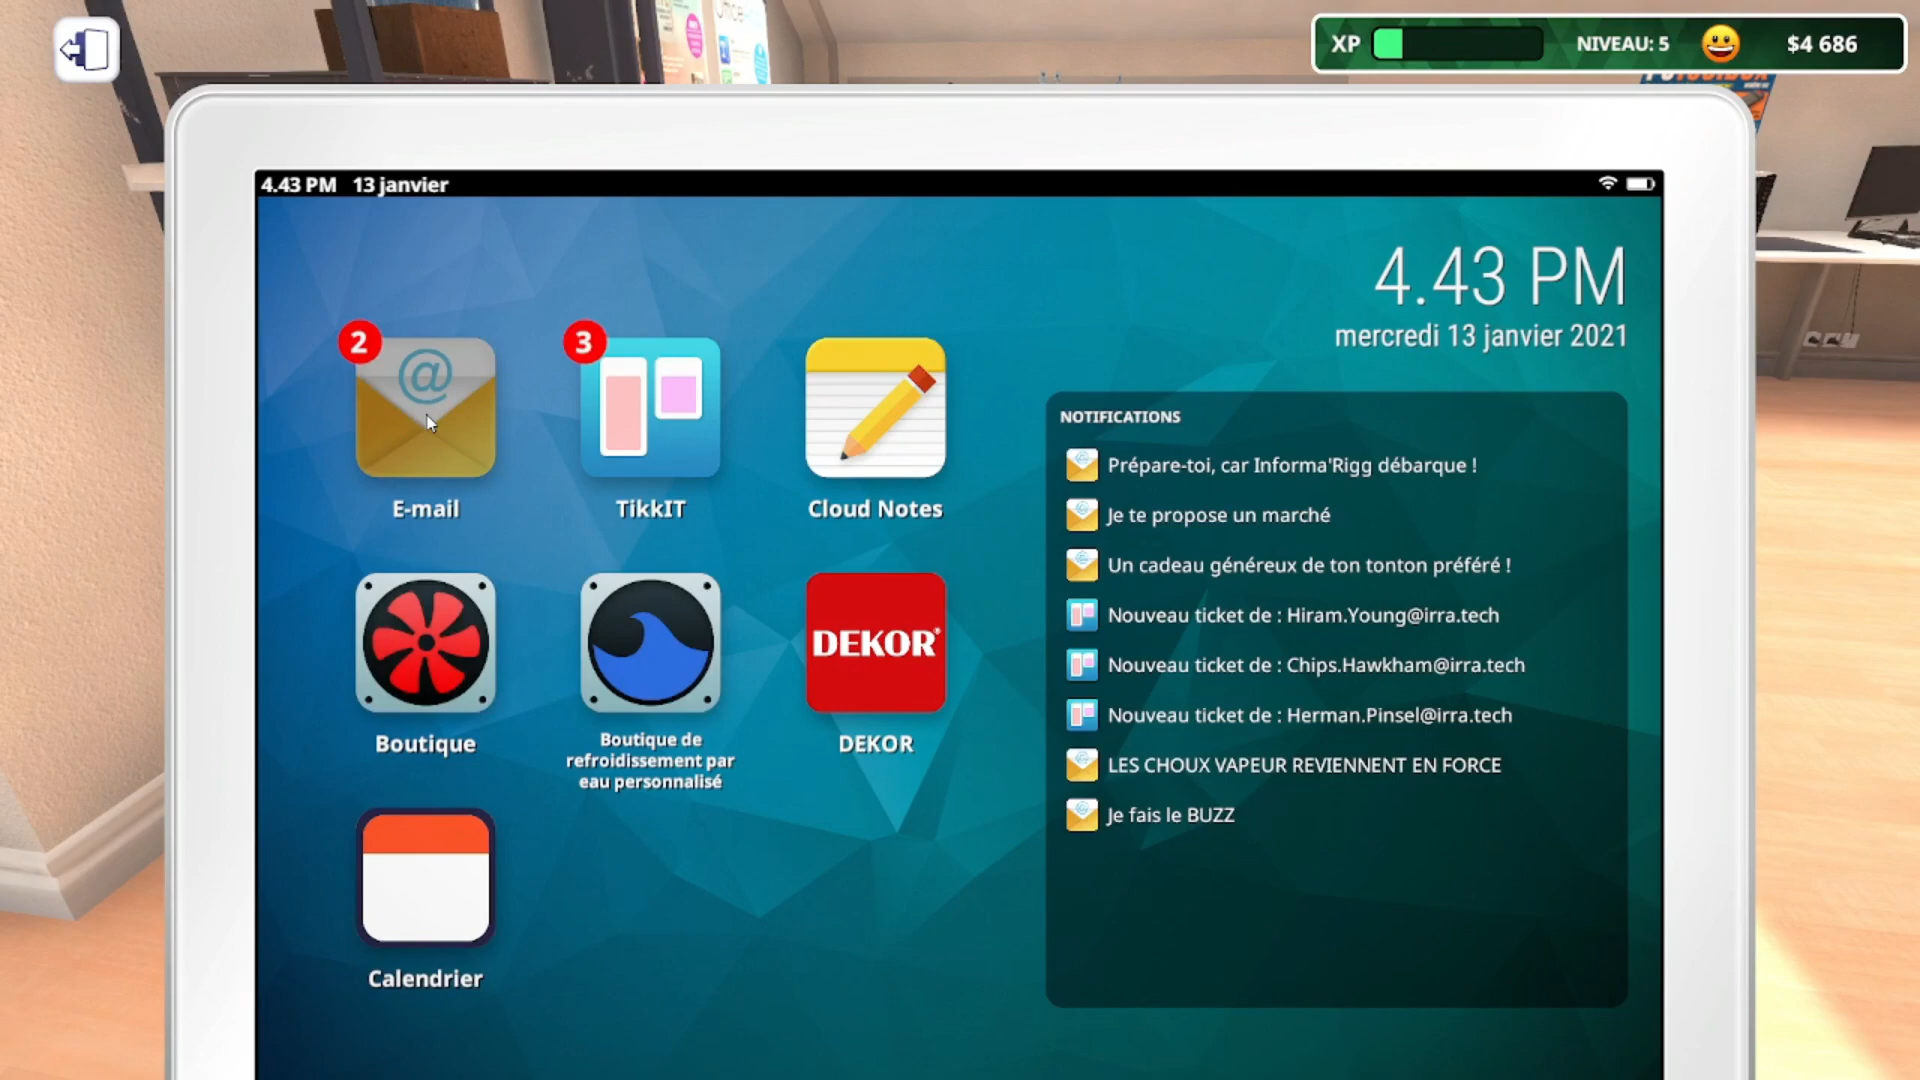 XP NIVEAU: 5 $4 686
4.43 PM 13 janvier
4.43 PM
mercredi 13 janvier 2021
2
@
E-mail
3
TikkIT
Cloud Notes
Boutique
Boutique de
refroidissement par
eau personnalisé
DEKOR®
DEKOR
Calendrier
NOTIFICATIONS
Prépare-toi, car Informa'Rigg débarque !
Je te propose un marché
Un cadeau généreux de ton tonton préféré !
Nouveau ticket de : Hiram.Young@irra.tech
Nouveau ticket de : Chips.Hawkham@irra.tech
Nouveau ticket de : Herman.Pinsel@irra.tech
LES CHOUX VAPEUR REVIENNENT EN FORCE
Je fais le BUZZ